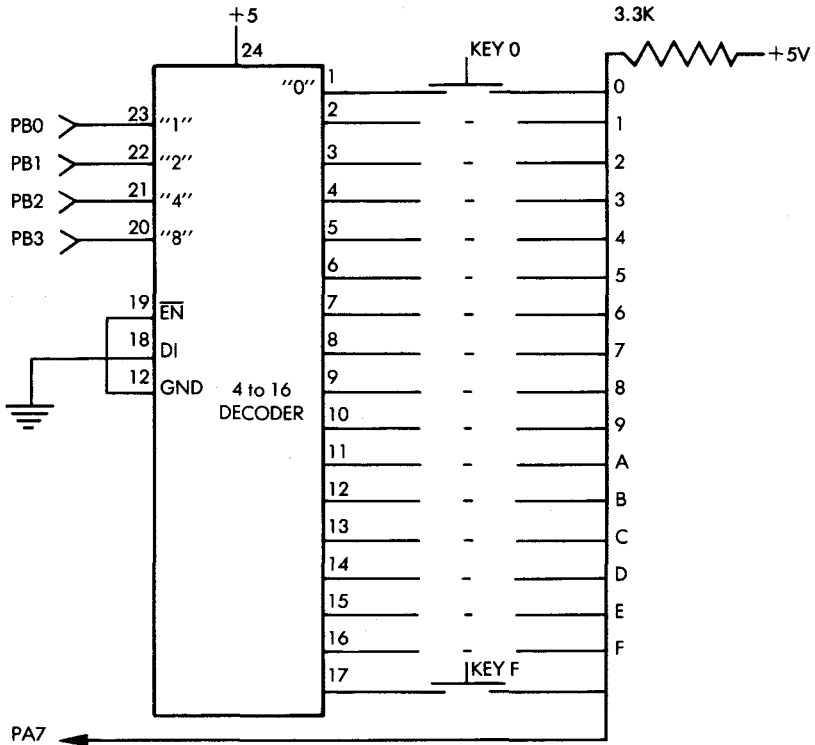 +5
3.3K
24
KEY 0
+5V
"0"
1
0
PB0
23
"1"
2
1
PB1
22
"2"
3
2
PB2
21
"4"
4
3
PB3
20
"8"
5
4
6
5
19
EN
7
6
18
DI
8
7
12
GND
9
8
4 to 16
DECODER
10
9
11
A
12
B
13
C
14
D
15
E
16
F
17
KEY F
PA7